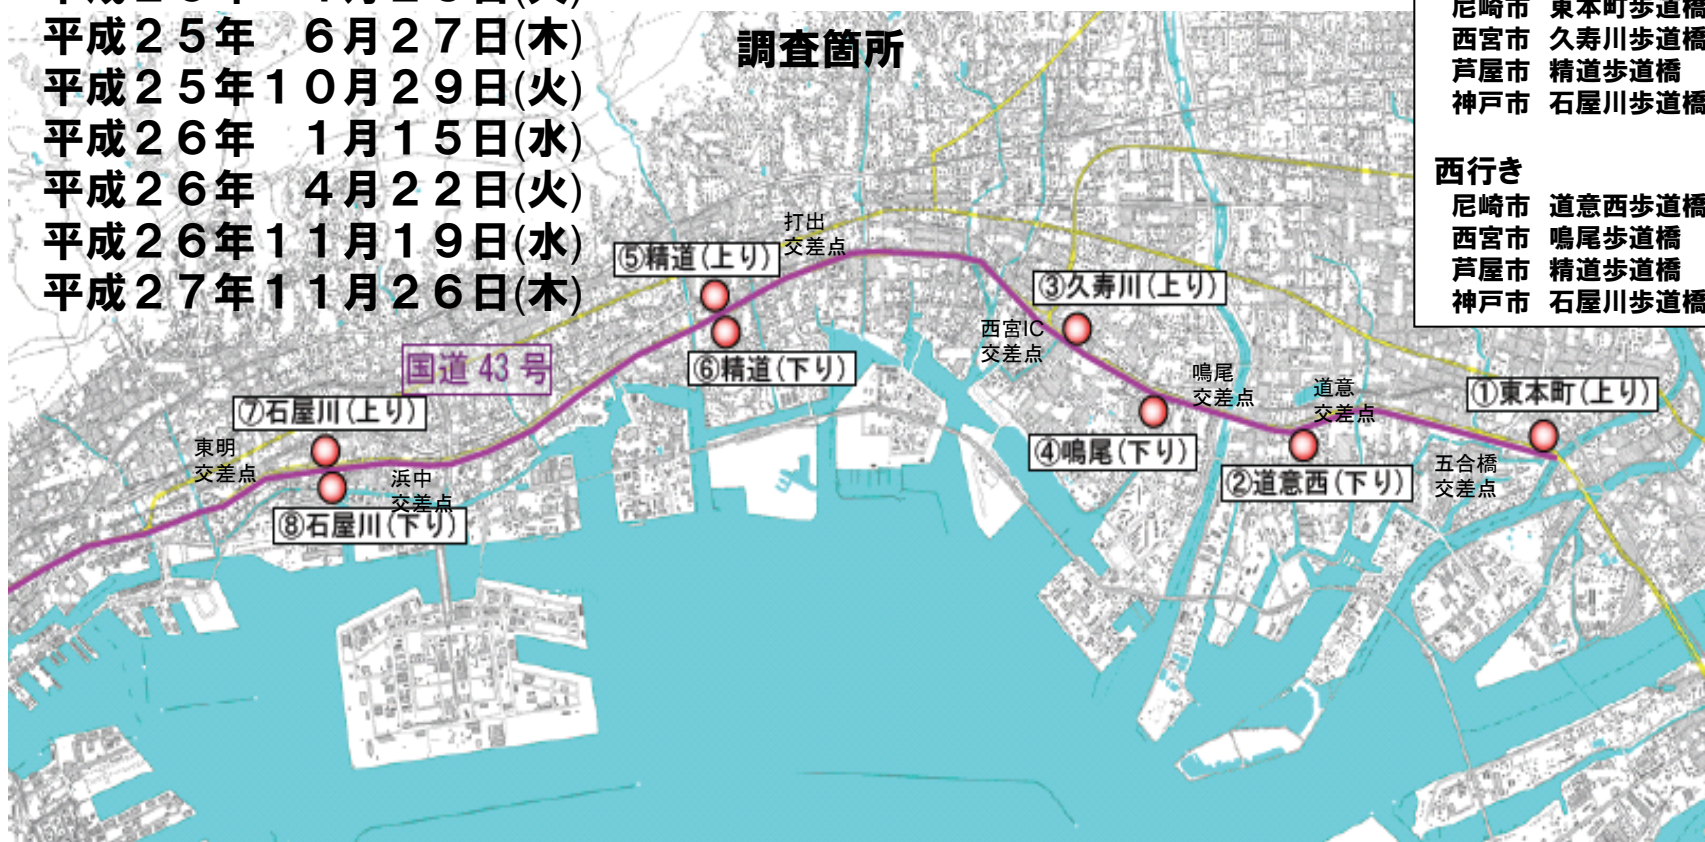 平成２５年　６月２７日(木)
平成２５年１０月２９日(火)
平成２６年　１月１５日(水)
平成２６年　４月２２日(火)
平成２６年１１月１９日(水)
平成２７年１１月２６日(木)
調査箇所
尼崎市 東本町歩道橋
西宮市 久寿川歩道橋
芦屋市 精道歩道橋
神戸市 石屋川歩道橋
西行き
尼崎市 道意西歩道橋
西宮市 鳴尾歩道橋
芦屋市 精道歩道橋
神戸市 石屋川歩道橋
打出
交差点
⑤精道(上り)
③久寿川(上り)
西宮IC
交差点
国道 43 号
⑥精道(下り)
鳴尾
交差点
道意
交差点
①東本町(上り)
⑦石屋川(上り)
東明
交差点
④鳴尾(下り)
浜中
交差点
②道意西(下り)
五合橋
交差点
⑧石屋川(下り)